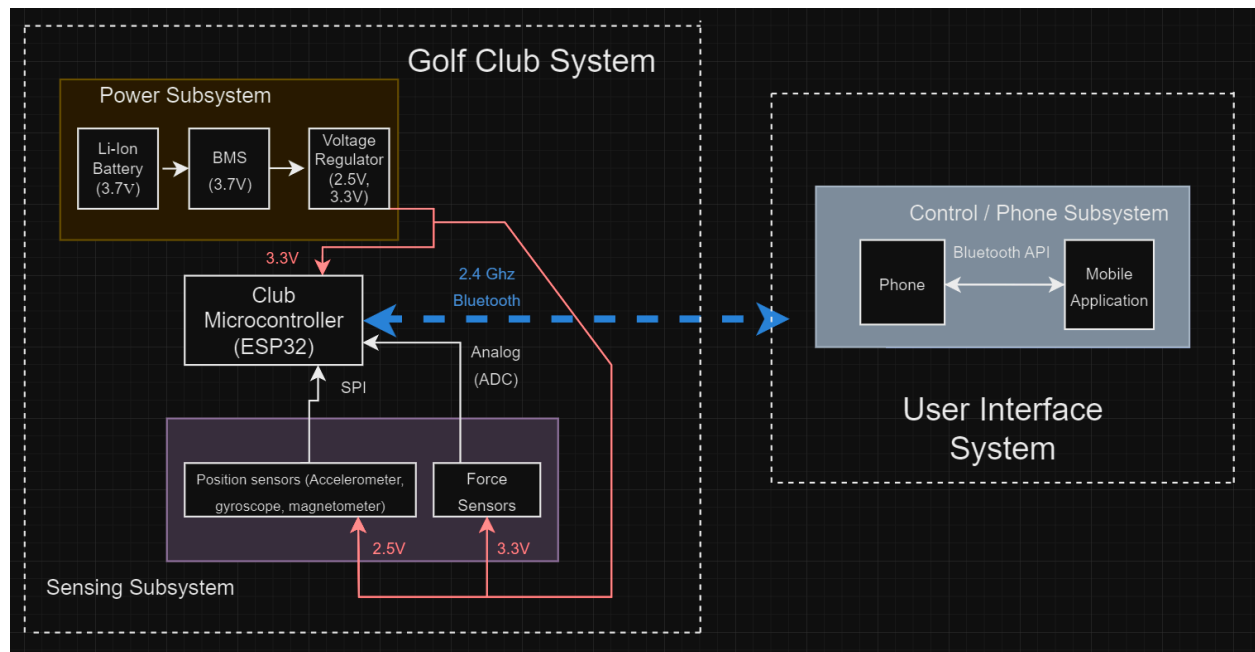 Golf Club System
Power Subsystem
Li-Ion
Battery
(3.7V)
BMS
(3.7V)
Voltage
Regulator
(2.5V,
3.3V)
3.3V
Club
Microcontroller
(ESP32)
2.4 Ghz
Bluetooth
SPI
Analog
(ADC)
Position sensors (Accelerometer,
gyroscope, magnetometer)
Force
Sensors
2.5V
3.3V
Sensing Subsystem
Control / Phone Subsystem
Phone
Bluetooth API
Mobile
Application
User Interface
System